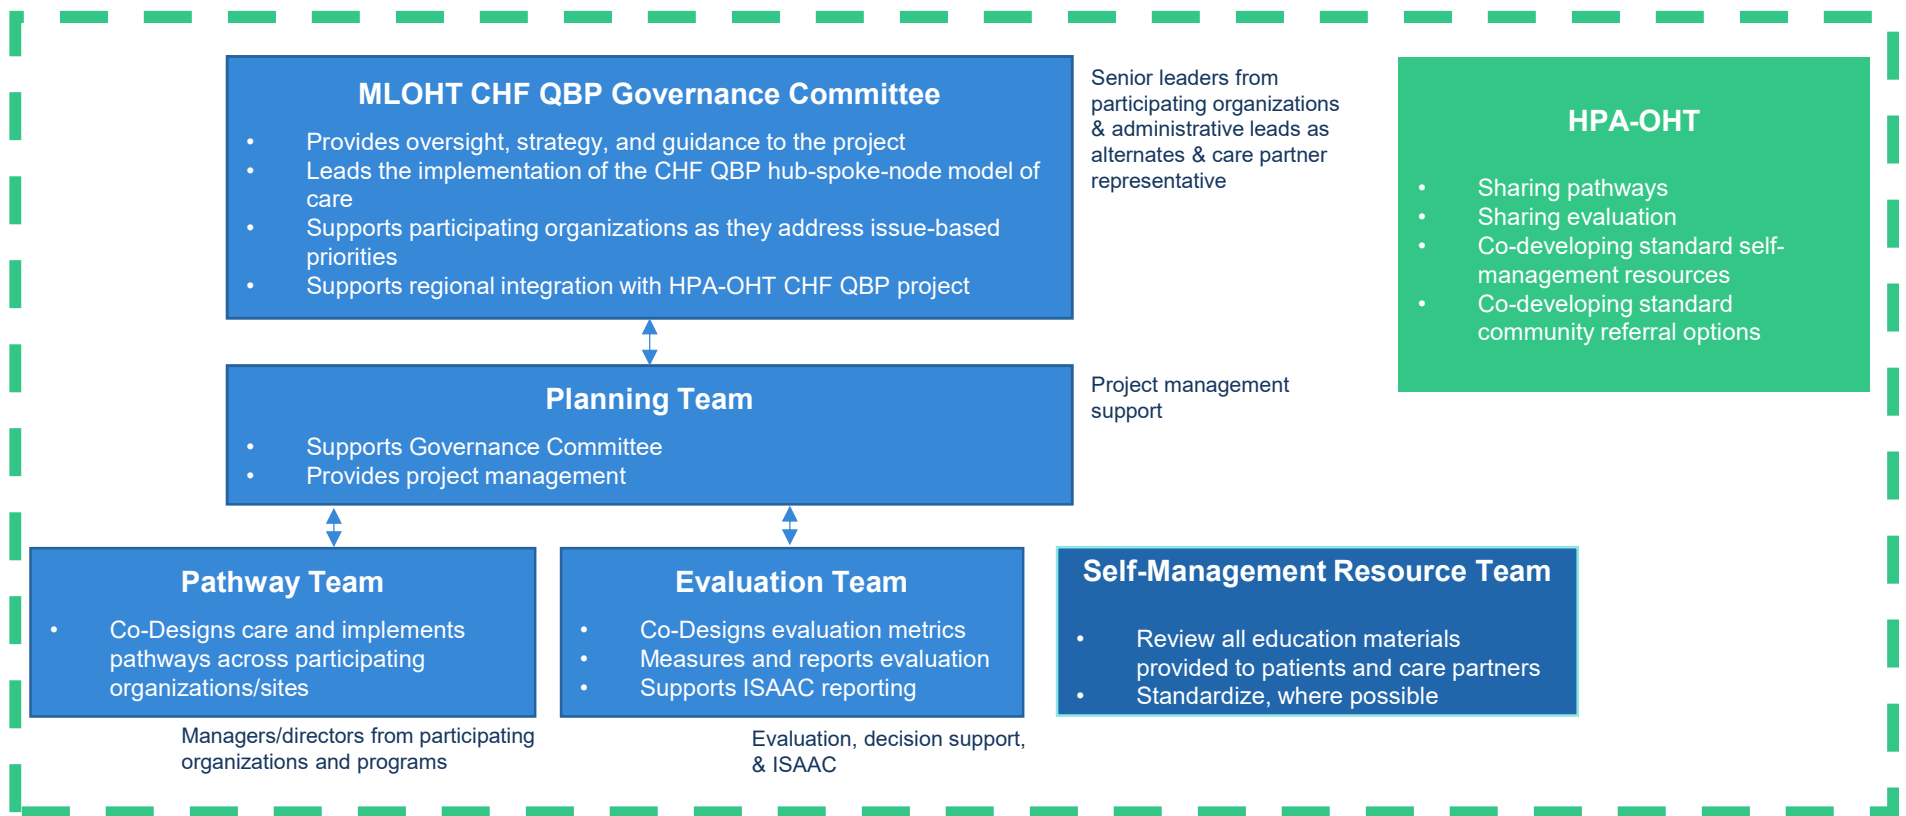 MLOHT CHF QBP Governance Committee
• Provides oversight, strategy, and guidance to the project
• Leads the implementation of the CHF QBP hub-spoke-node model of
care
• Supports participating organizations as they address issue-based
priorities
• Supports regional integration with HPA-OHT CHF QBP project
Senior leaders from
participating organizations
& administrative leads as
alternates & care partner
representative
HPA-OHT
• Sharing pathways
• Sharing evaluation
• Co-developing standard self-
management resources
• Co-developing standard
community referral options
Planning Team
• Supports Governance Committee
• Provides project management
Project management
support
Pathway Team
• Co-Designs care and implements
pathways across participating
organizations/sites
Managers/directors from participating
organizations and programs
Evaluation Team
• Co-Designs evaluation metrics
• Measures and reports evaluation
• Supports ISAAC reporting
Evaluation, decision support,
& ISAAC
Self-Management Resource Team
• Review all education materials
provided to patients and care partners
• Standardize, where possible